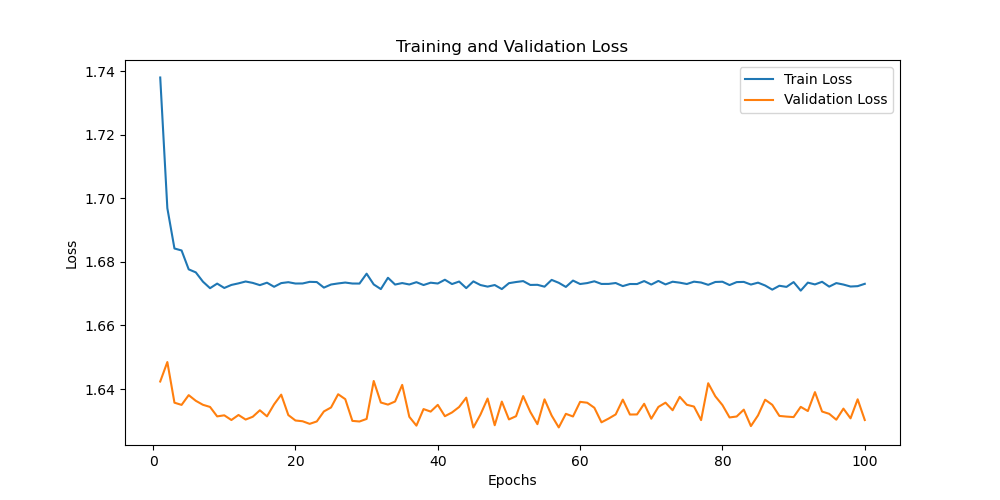 Training and Validation Loss
Train Loss
Validation Loss
Loss
1.74
1.72
1.70
1.68
1.66
1.64
0 20 40 60 80 100
Epochs